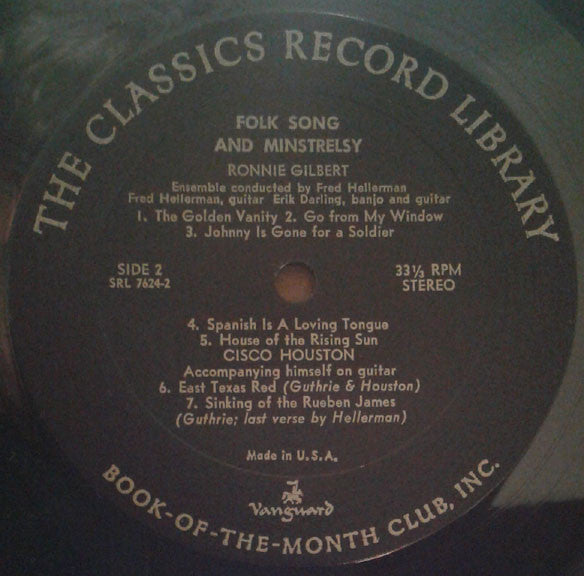 THE CLASSICS RECORD LIBRARY
FOLK SONG
AND MINSTRELSY
RONNIE GILBERT
Ensemble conducted by Fred Hellerman
Fred Hellerman, guitar Erik Darling, banjo and guitar
1. The Golden Vanity 2. Go from My Window
3. Johnny Is Gone for a Soldier
SIDE 2
SRL 7624-2
33⅓ RPM
STEREO
4. Spanish Is A Loving Tongue
5. House of the Rising Sun
CISCO HOUSTON
Accompanying himself on guitar
6. East Texas Red (Guthrie & Houston)
7. Sinking of the Rueben James
(Guthrie; last verse by Hellerman)
Made in U.S.A.
Vanguard
BOOK-OF-THE-MONTH CLUB, INC.